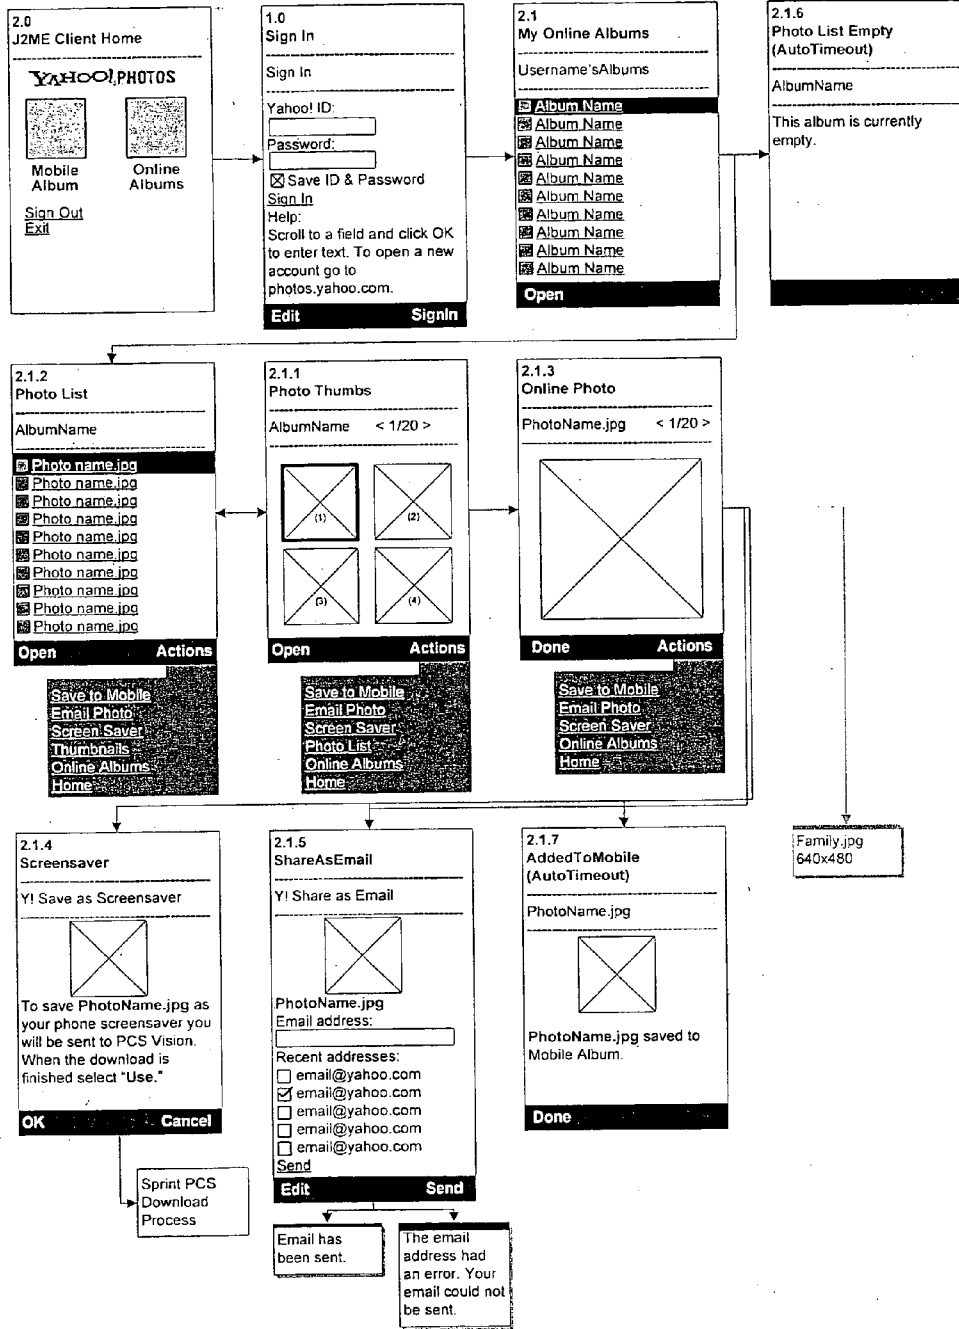 2.0
J2ME Client Home
YAHOO! PHOTOS
Mobile
Album
Online
Albums
Sign Out
Exit
1.0
Sign In
Sign In
Yahoo! ID:
Password:
Save ID & Password
Sign In
Help:
Scroll to a field and click OK
to enter text. To open a new
account go to
photos.yahoo.com.
Edit SignIn
2.1
My Online Albums
Username'sAlbums
Album Name
Album Name
Album Name
Album Name
Album Name
Album Name
Album Name
Album Name
Album Name
Album Name
Open
2.1.6
Photo List Empty
(AutoTimeout)
AlbumName
This album is currently
empty.
2.1.2
Photo List
AlbumName
Photo name.jpg
Photo name.jpg
Photo name.jpg
Photo name.jpg
Photo name.jpg
Photo name.jpg
Photo name.jpg
Photo name.jpg
Photo name.jpg
Photo name.jpg
Open Actions
Save to Mobile
Email Photo
Screen Saver
Thumbnails
Online Albums
Home
2.1.1
Photo Thumbs
AlbumName < 1/20 >
(1) (2)
(3) (4)
Open Actions
Save to Mobile
Email Photo
Screen Saver
Photo List
Online Albums
Home
2.1.3
Online Photo
PhotoName.jpg < 1/20 >
Done Actions
Save to Mobile
Email Photo
Screen Saver
Online Albums
Home
2.1.4
Screensaver
Y! Save as Screensaver
To save PhotoName.jpg as
your phone screensaver you
will be sent to PCS Vision.
When the download is
finished select "Use."
OK Cancel
Sprint PCS
Download
Process
2.1.5
ShareAsEmail
Y! Share as Email
PhotoName.jpg
Email address:
Recent addresses:
email@yahoo.com
email@yahoo.com
email@yahoo.com
email@yahoo.com
email@yahoo.com
Send
Edit Send
Email has
been sent.
The email
address had
an error. Your
email could not
be sent.
2.1.7
AddedToMobile
(AutoTimeout)
PhotoName.jpg
PhotoName.jpg saved to
Mobile Album.
Done
Family.jpg
640x480